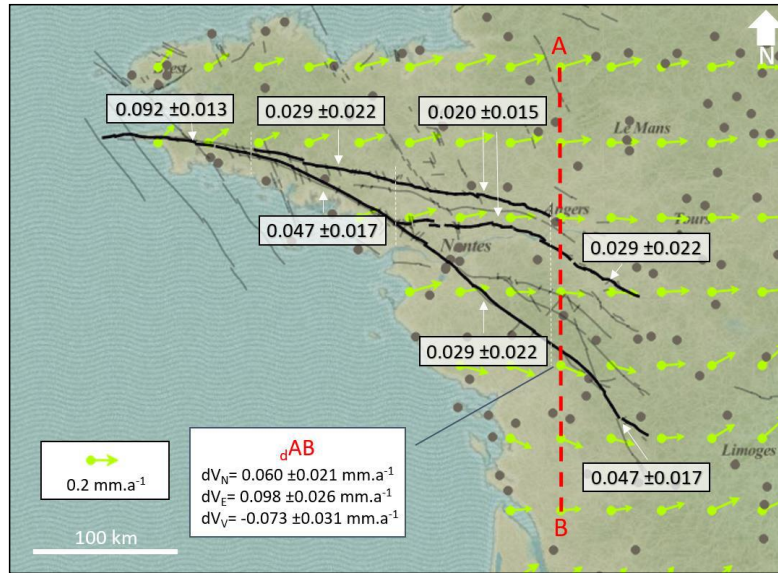 A
N
0.092 ±0.013
0.029 ±0.022
0.020 ±0.015
Le Mans
Angers
Tours
0.047 ±0.017
Nantes
0.029 ±0.022
0.029 ±0.022
dAB
dVN= 0.060 ±0.021 mm.a-1
dVE= 0.098 ±0.026 mm.a-1
dVV= -0.073 ±0.031 mm.a-1
0.2 mm.a-1
Limoges
0.047 ±0.017
B
100 km